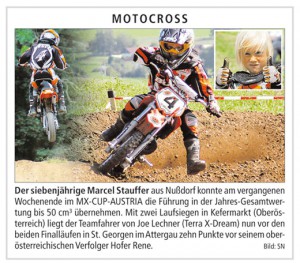 MOTOCROSS
4
Der siebenjährige Marcel Stauffer aus Nußdorf konnte am vergangenen
Wochenende im MX-CUP-AUSTRIA die Führung in der Jahres-Gesamtwer-
tung bis 50 cm³ übernehmen. Mit zwei Laufsiegen in Kefermarkt (Oberös-
terreich) liegt der Teamfahrer von Joe Lechner (Terra X-Dream) nun vor den
beiden Finalläufen in St. Georgen im Attergau zehn Punkte vor seinem ober-
österreichischen Verfolger Hofer Rene. Bild: SN